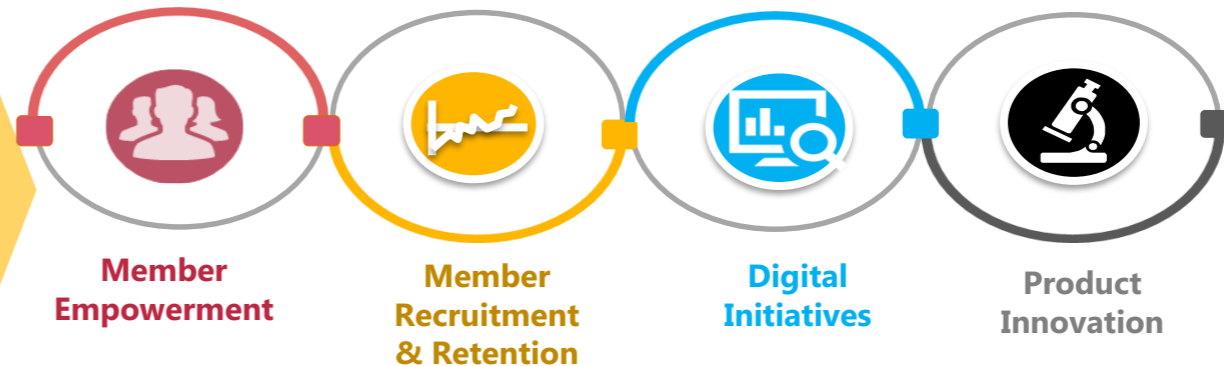 Member
Empowerment
Member
Recruitment
& Retention
Digital
Initiatives
Product
Innovation